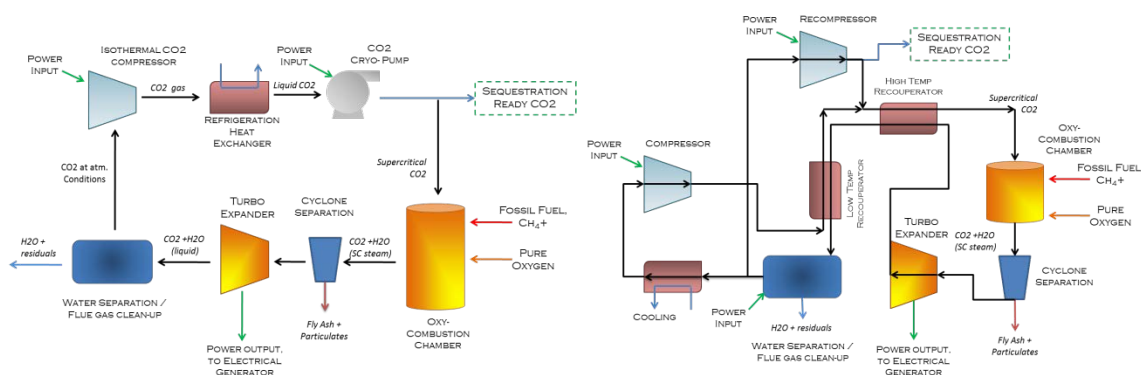 Isothermal CO2
compressor
Power
Input
CO2 gas
Refrigeration
Heat
Exchanger
Liquid CO2
Power
Input
CO2
Cryo-Pump
Sequestration
Ready CO2
CO2 at atm.
Conditions
Supercritical
CO2
Fossil Fuel,
CH4+
Pure
Oxygen
Oxy-
Combustion
Chamber
CO2 +H2O
(SC steam)
Cyclone
Separation
Fly Ash +
Particulates
Turbo
Expander
Power output,
to Electrical
Generator
CO2 +H2O
(liquid)
H2O +
residuals
Water Separation /
Flue gas clean-up
Recompressor
Power
Input
Sequestration
Ready CO2
High Temp
Recouperator
Supercritical
CO2
Oxy-
Combustion
Chamber
Fossil Fuel
CH4+
Pure
Oxygen
Power
Input
Compressor
Low Temp
Recouperator
Turbo
Expander
CO2 +H2O
(SC steam)
Cyclone
Separation
Cooling
Power
Input
H2O + residuals
Water Separation /
Flue gas clean-up
Power output,
to Electrical
Generator
Fly Ash +
Particulates